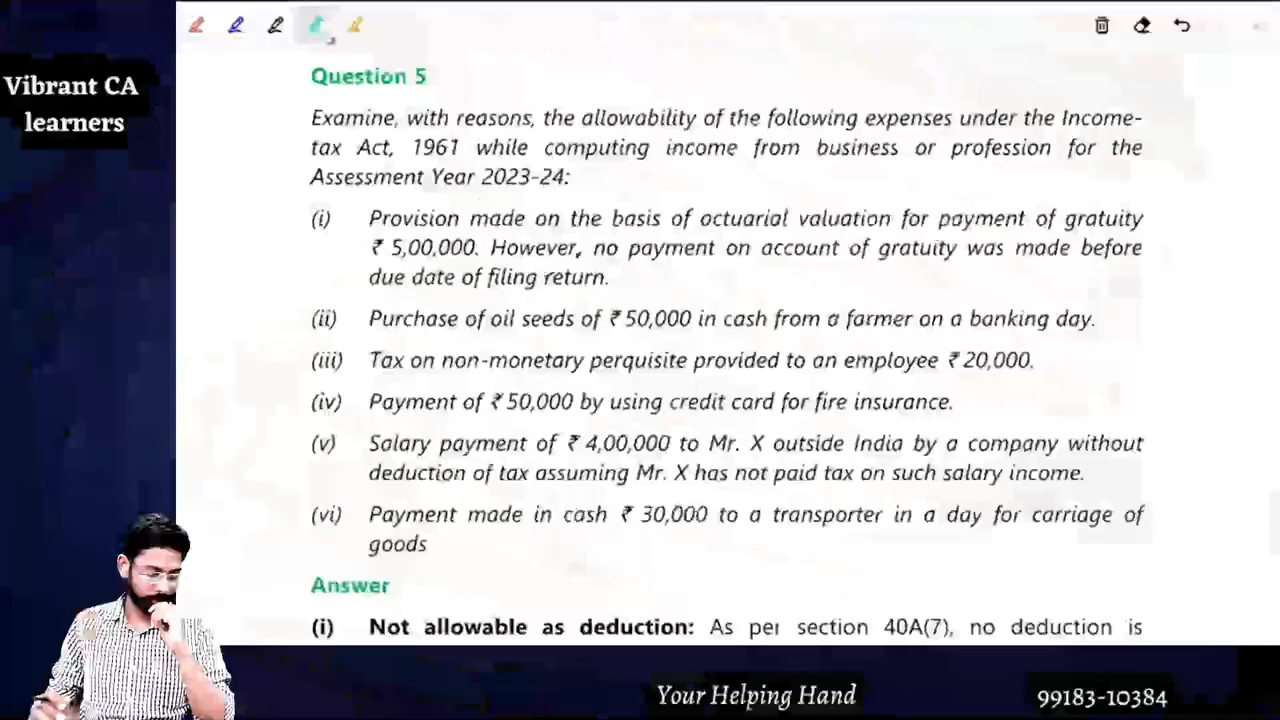 Vibrant CA
learners
Question 5
Examine, with reasons, the allowability of the following expenses under the Income-
tax Act, 1961 while computing income from business or profession for the
Assessment Year 2023-24:
(i) Provision made on the basis of actuarial valuation for payment of gratuity
₹ 5,00,000. However, no payment on account of gratuity was made before
due date of filing return.
(ii) Purchase of oil seeds of ₹ 50,000 in cash from a farmer on a banking day.
(iii) Tax on non-monetary perquisite provided to an employee ₹ 20,000.
(iv) Payment of ₹ 50,000 by using credit card for fire insurance.
(v) Salary payment of ₹ 4,00,000 to Mr. X outside India by a company without
deduction of tax assuming Mr. X has not paid tax on such salary income.
(vi) Payment made in cash ₹ 30,000 to a transporter in a day for carriage of
goods
Answer
(i) Not allowable as deduction: As per section 40A(7), no deduction is
Your Helping Hand
99183-10384